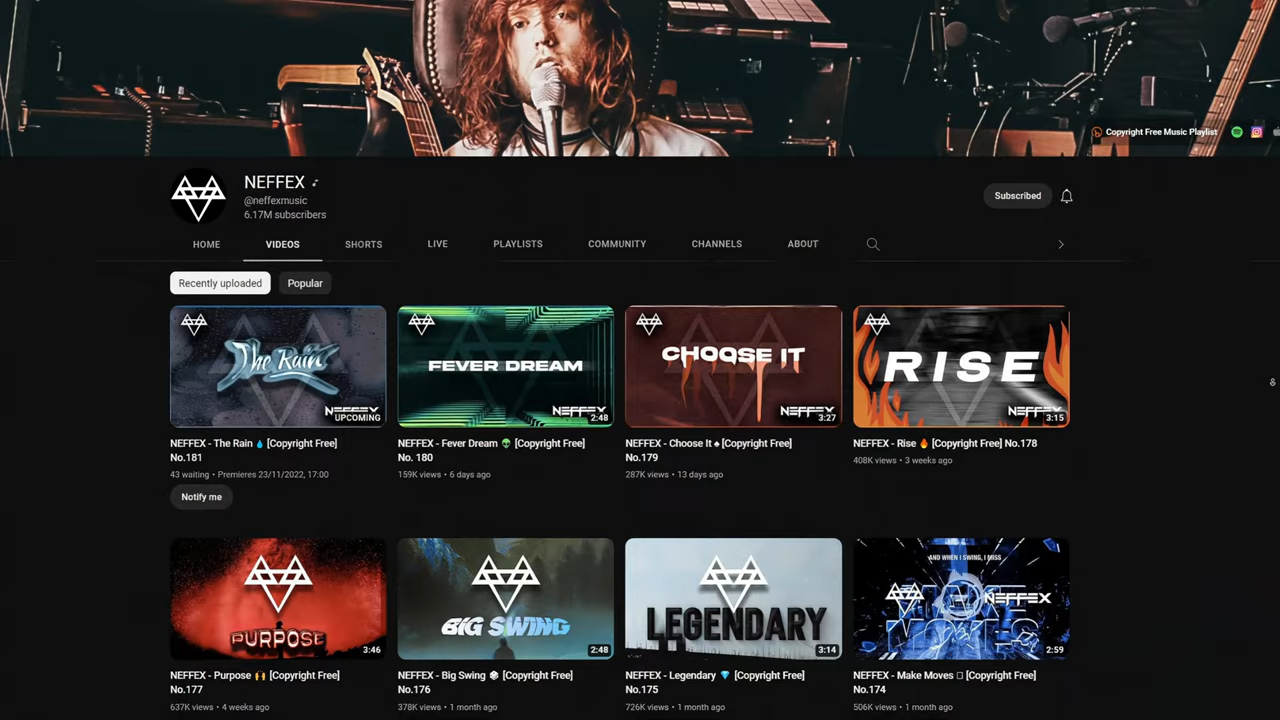 Copyright Free Music Playlist
NEFFEX
@neffexmusic
6.17M subscribers
Subscribed
HOME
VIDEOS
SHORTS
LIVE
PLAYLISTS
COMMUNITY
CHANNELS
ABOUT
Recently uploaded
Popular
The Rain
NEFFEX
UPCOMING
FEVER DREAM
NEFFEX
2:48
CHOOSE IT
NEFFEX
3:27
RISE
NEFFEX
3:15
NEFFEX - The Rain 💧 [Copyright Free]
No.181
43 waiting • Premieres 23/11/2022, 17:00
Notify me
NEFFEX - Fever Dream 👽 [Copyright Free]
No. 180
159K views • 6 days ago
NEFFEX - Choose It ♠ [Copyright Free]
No.179
287K views • 13 days ago
NEFFEX - Rise 🔥 [Copyright Free] No.178
408K views • 3 weeks ago
PURPOSE
3:46
BIG SWING
2:48
LEGENDARY
3:14
AND WHEN I SWING, I MISS
NEFFEX
MAKE
MOVES
2:59
NEFFEX - Purpose 🙌 [Copyright Free]
No.177
637K views • 4 weeks ago
NEFFEX - Big Swing 🎲 [Copyright Free]
No.176
378K views • 1 month ago
NEFFEX - Legendary 💎 [Copyright Free]
No.175
726K views • 1 month ago
NEFFEX - Make Moves □ [Copyright Free]
No.174
506K views • 1 month ago